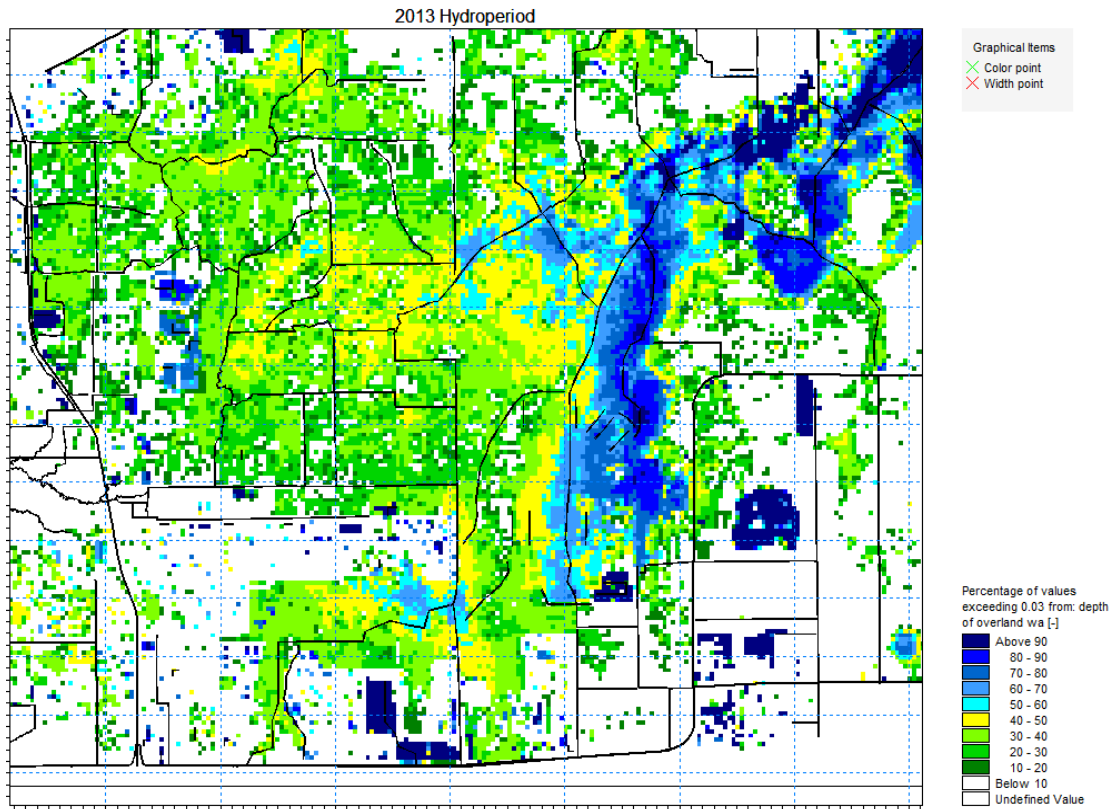 2013 Hydroperiod
Graphical Items
Color point
Width point
Percentage of values
exceeding 0.03 from: depth
of overland wa [-]
Above 90
80 - 90
70 - 80
60 - 70
50 - 60
40 - 50
30 - 40
20 - 30
10 - 20
Below 10
Undefined Value